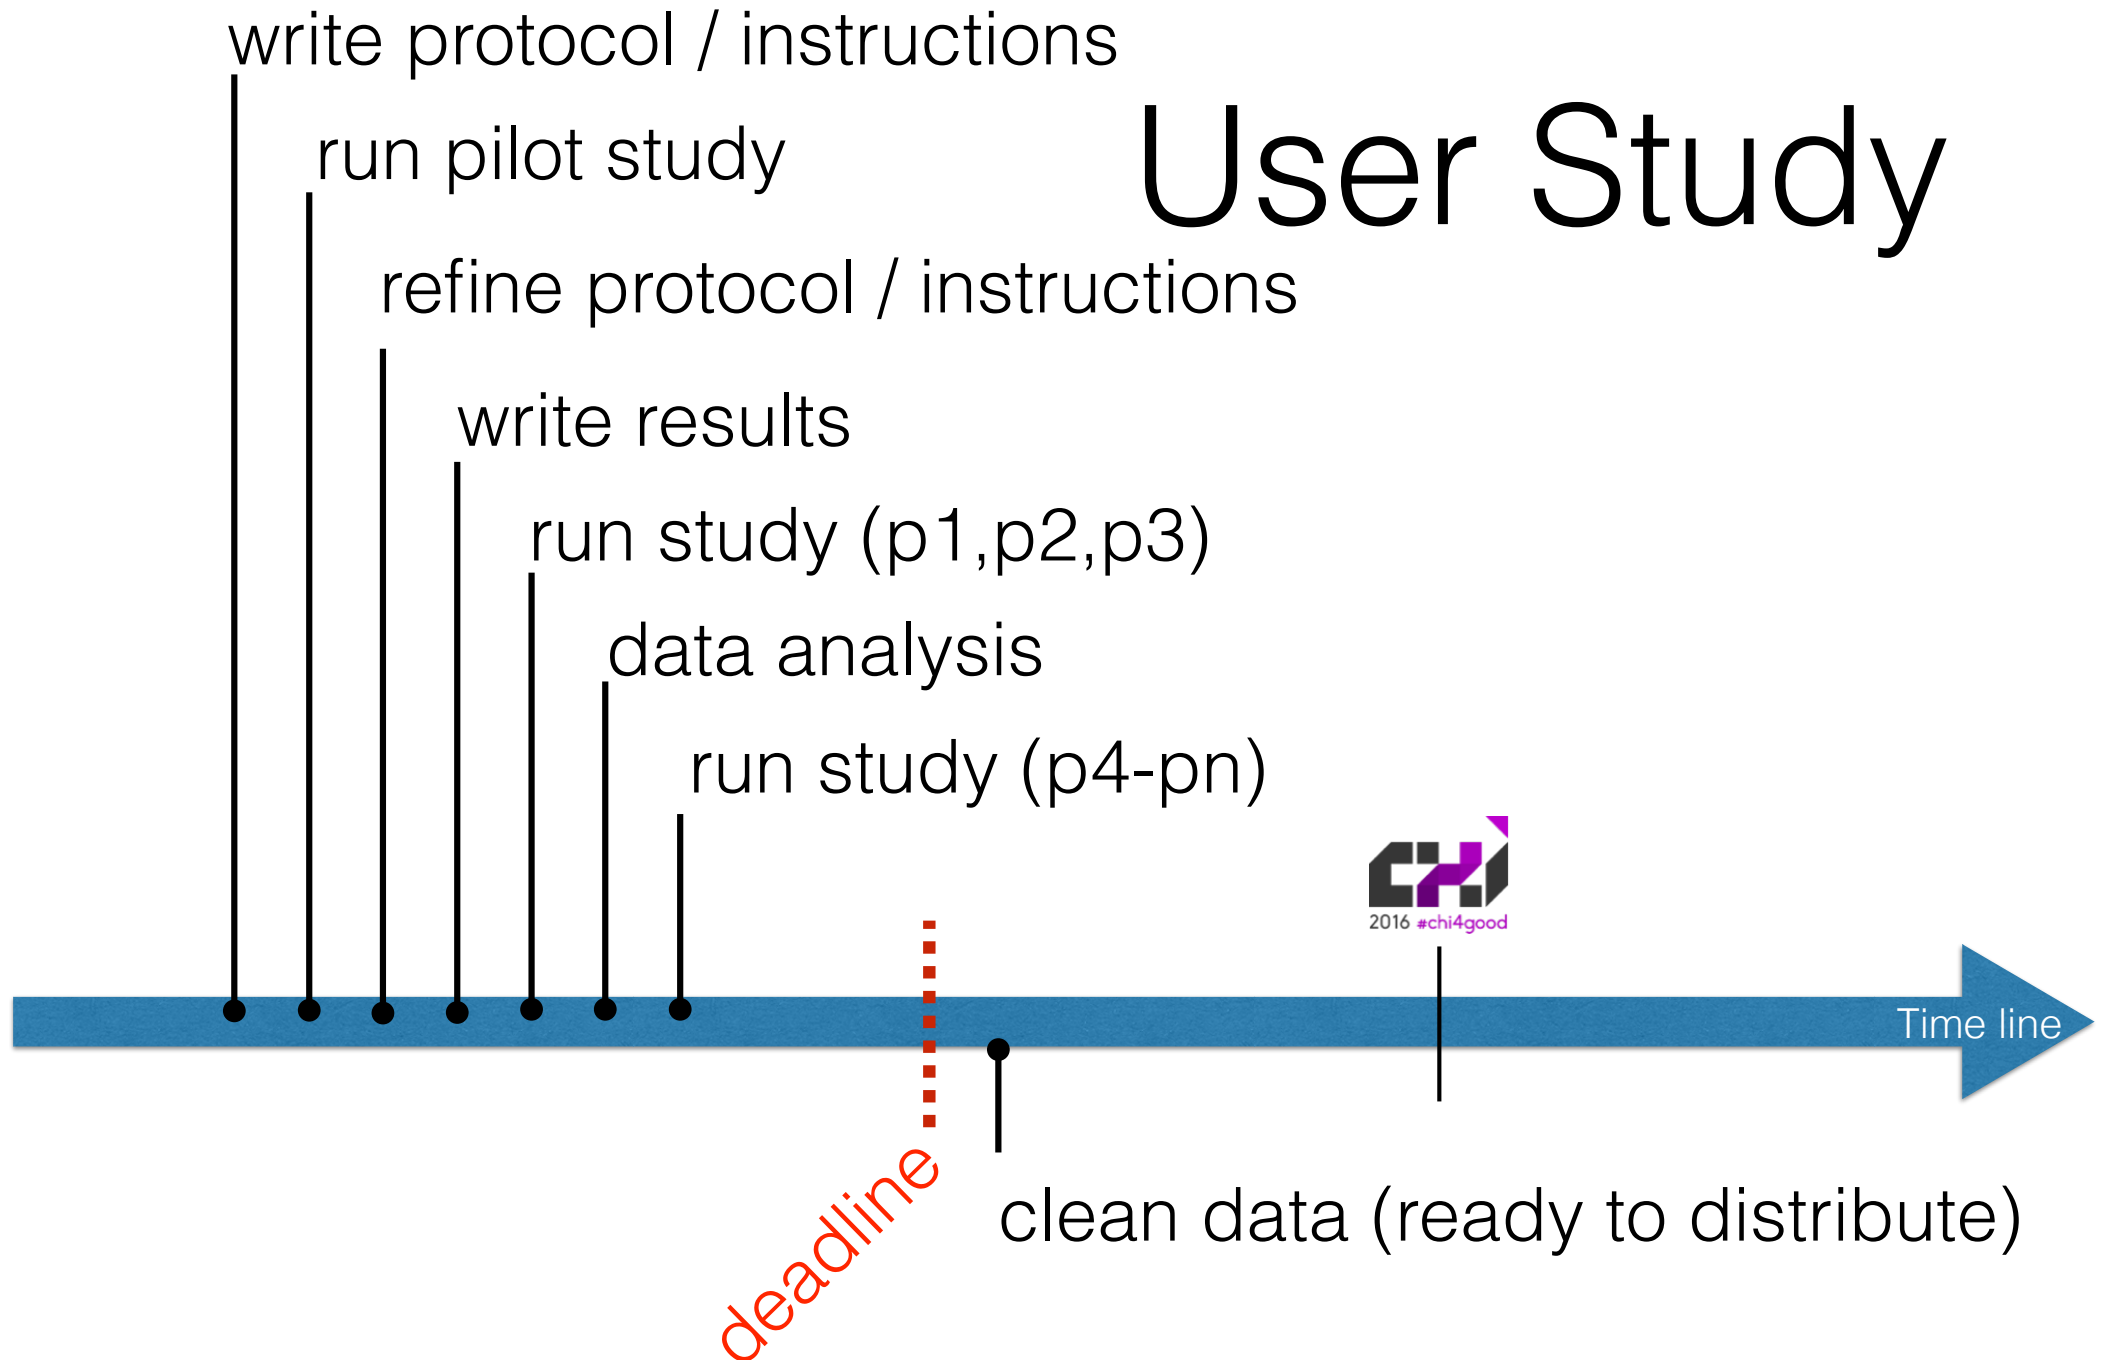 write protocol / instructions
User Study
run pilot study
refine protocol / instructions
write results
run study (p1,p2,p3)
data analysis
run study (p4-pn)
CHI
2016 #chi4good
Time line
deadline
clean data (ready to distribute)